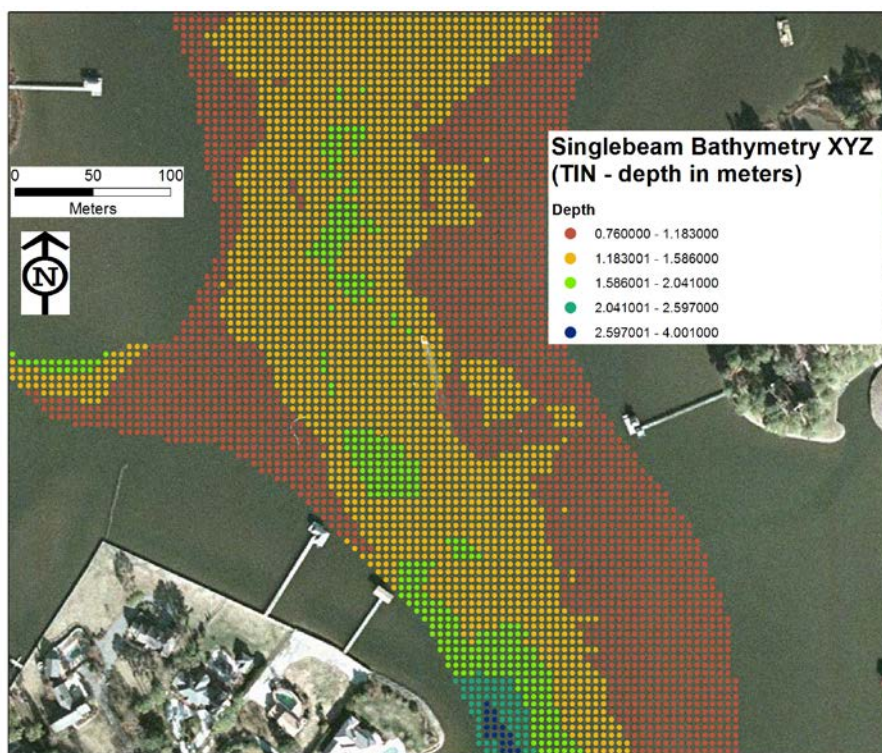 Singlebeam Bathymetry XYZ
(TIN - depth in meters)
Depth
0.760000 - 1.183000
1.183001 - 1.586000
1.586001 - 2.041000
2.041001 - 2.597000
2.597001 - 4.001000
0 50 100
Meters
N